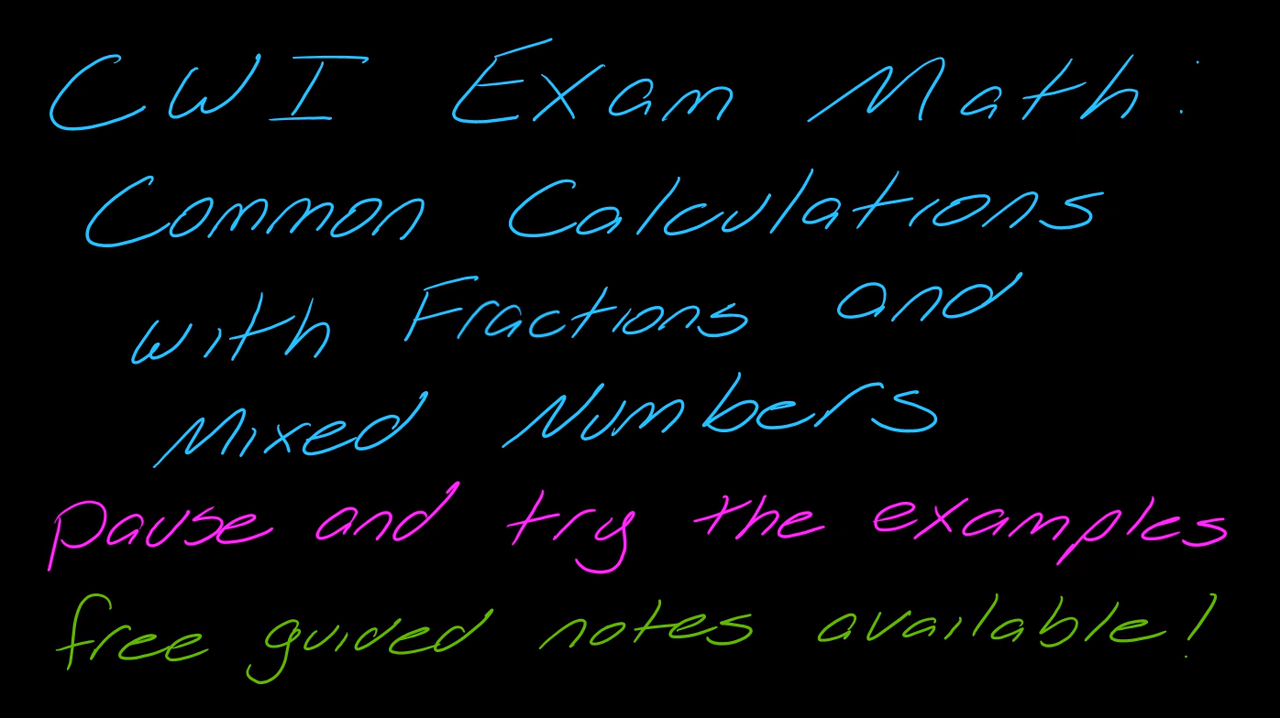 CWI Exam Math:
Common Calculations
with Fractions and
Mixed Numbers
pause and try the examples
free guided notes available!